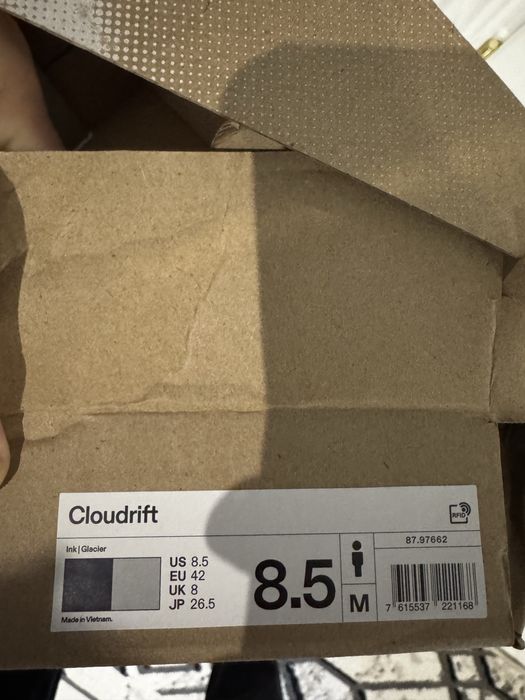 Cloudrift
RFID
Ink | Glacier
87.97662
US 8.5
EU 42
UK 8
JP 26.5
8.5
M
7 615537 221168
Made in Vietnam.